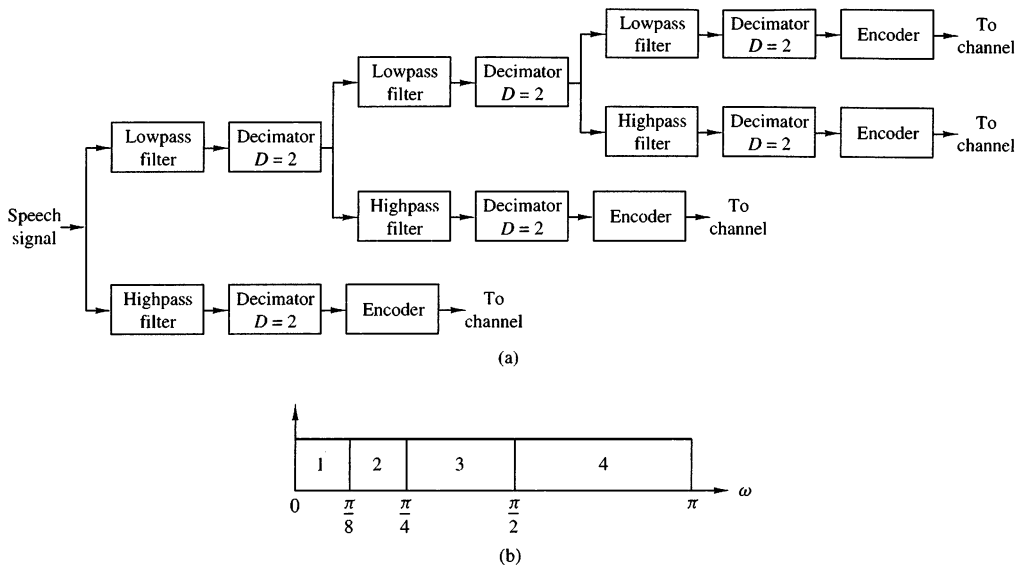 Lowpass
filter
Decimator
D = 2
Encoder
To
channel
Lowpass
filter
Decimator
D = 2
Highpass
filter
Decimator
D = 2
Encoder
To
channel
Lowpass
filter
Decimator
D = 2
Highpass
filter
Decimator
D = 2
Encoder
To
channel
Speech
signal
Highpass
filter
Decimator
D = 2
Encoder
To
channel
(a)
1 2 3 4
0 π/8 π/4 π/2 π ω
(b)